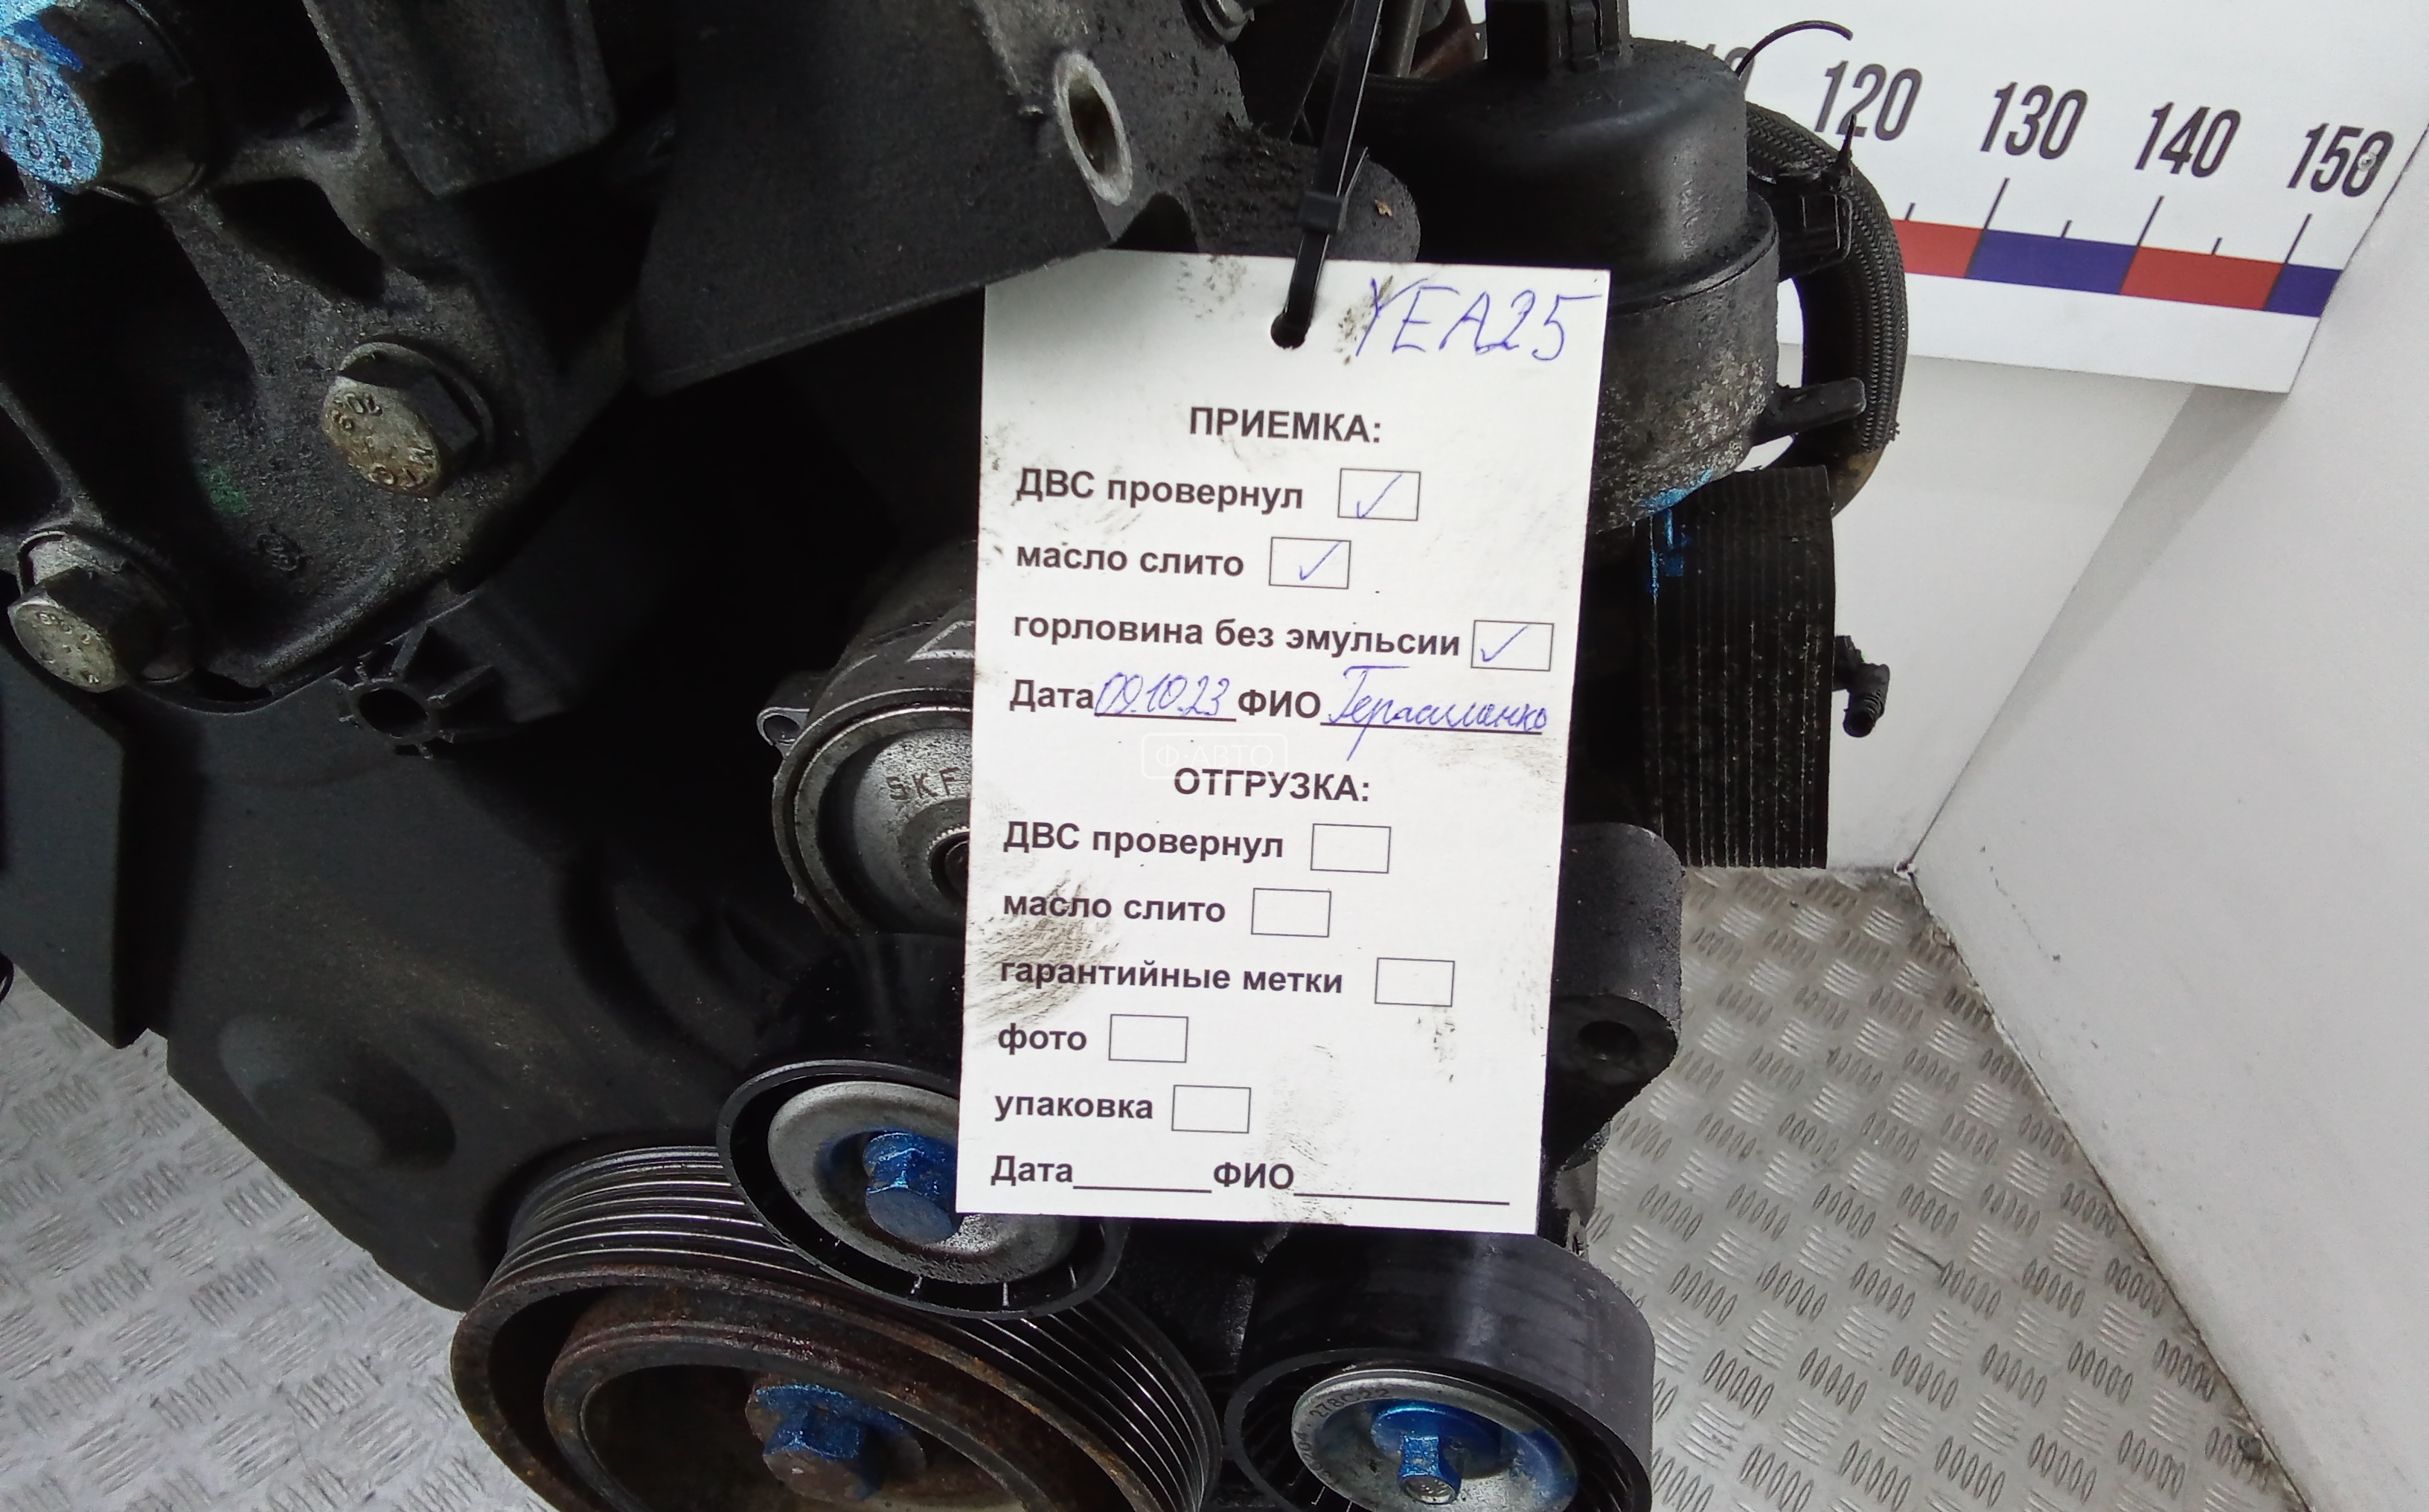 120 130 140 150
YEA25
ПРИЕМКА:
ДВС провернул
масло слито
горловина без эмульсии
Дата 09.10.23 ФИО Герасименко
Ф-АВТО
ОТГРУЗКА:
SKF
ДВС провернул
масло слито
гарантийные метки
фото
упаковка
Дата ФИО